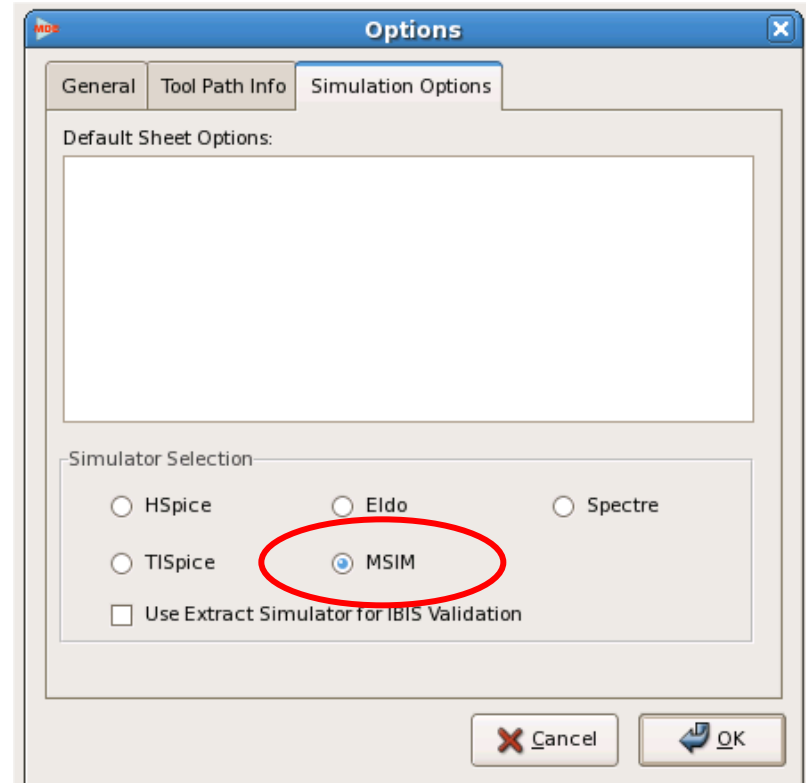 MDD Options
General Tool Path Info Simulation Options
Default Sheet Options:
Simulator Selection
HSpice Eldo Spectre
TISpice MSIM
Use Extract Simulator for IBIS Validation
Cancel OK